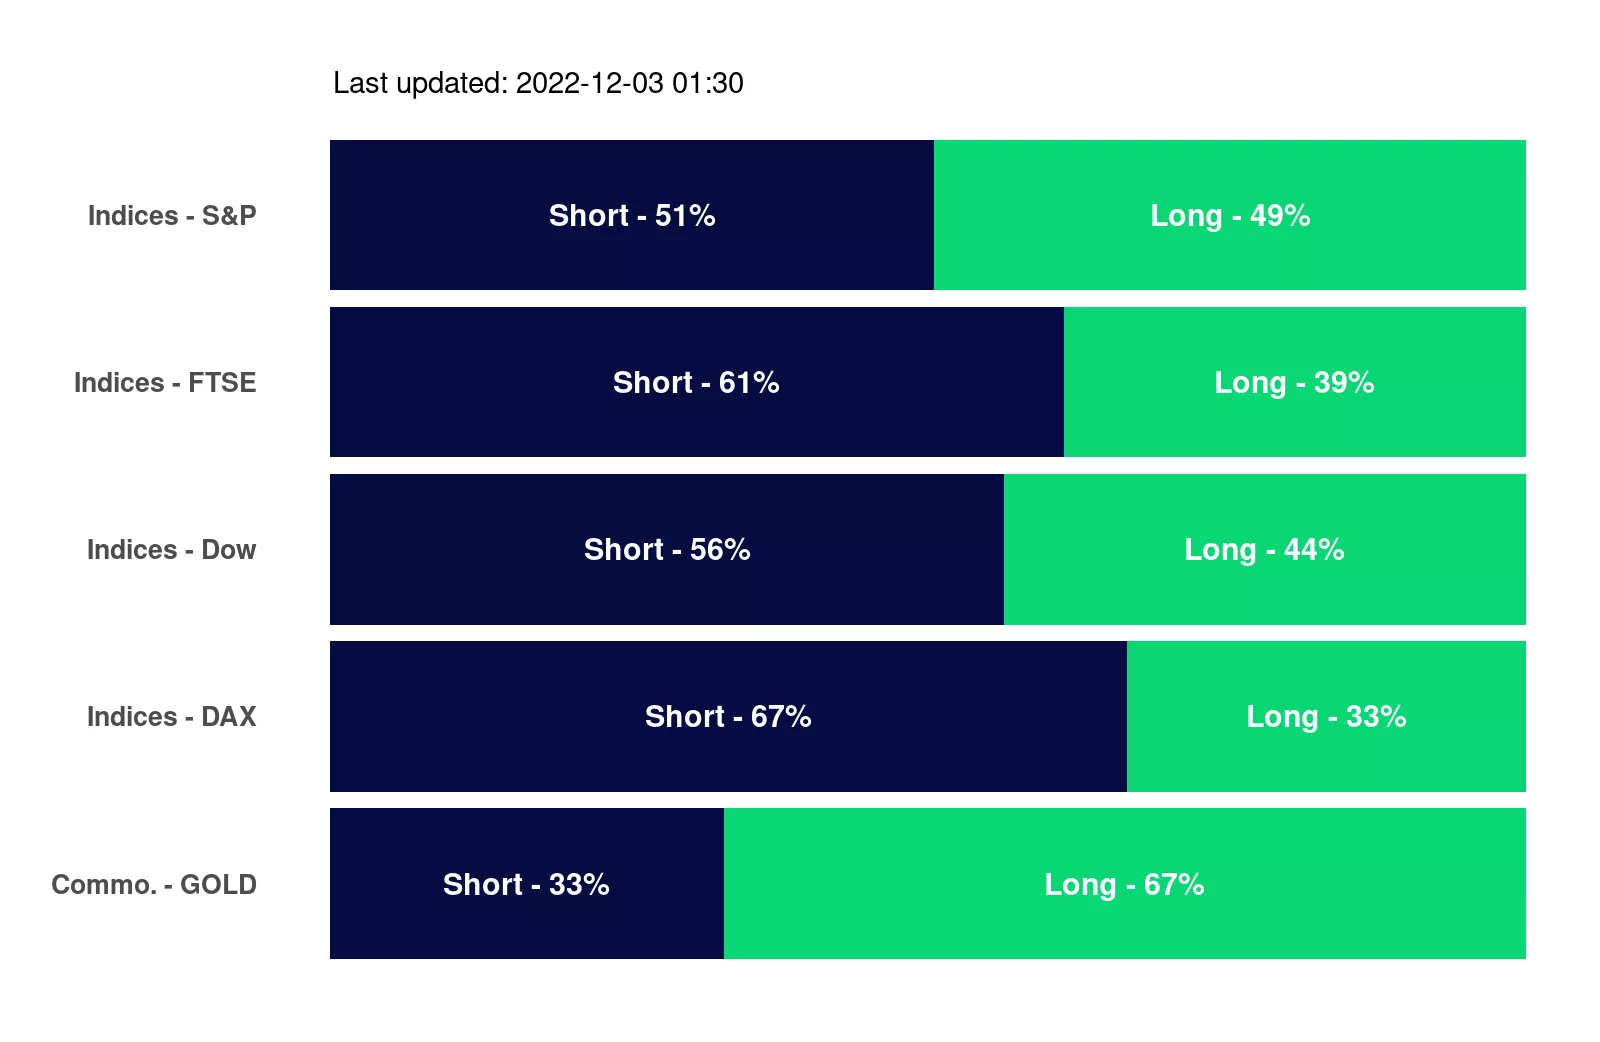 Last updated: 2022-12-03 01:30
Indices - S&P Short - 51% Long - 49%
Indices - FTSE Short - 61% Long - 39%
Indices - Dow Short - 56% Long - 44%
Indices - DAX Short - 67% Long - 33%
Commo. - GOLD Short - 33% Long - 67%